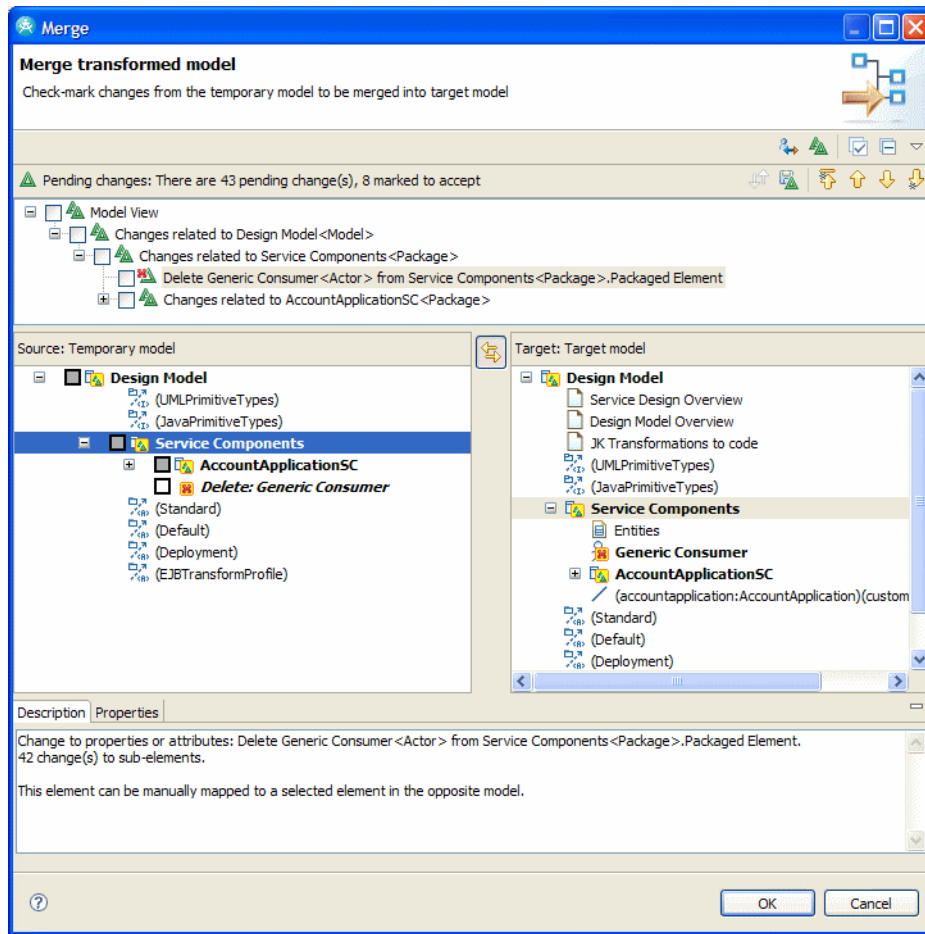 Merge
Merge transformed model
Check-mark changes from the temporary model to be merged into target model
Pending changes: There are 43 pending change(s), 8 marked to accept
Model View
Changes related to Design Model<Model>
Changes related to Service Components<Package>
Delete Generic Consumer<Actor> from Service Components<Package>.Packaged Element
Changes related to AccountApplicationSC<Package>
Source: Temporary model
Design Model
(UMLPrimitiveTypes)
(JavaPrimitiveTypes)
Service Components
AccountApplicationSC
Delete: Generic Consumer
(Standard)
(Default)
(Deployment)
(EJBTransformProfile)
Target: Target model
Design Model
Service Design Overview
Design Model Overview
JK Transformations to code
(UMLPrimitiveTypes)
(JavaPrimitiveTypes)
Service Components
Entities
Generic Consumer
AccountApplicationSC
(accountapplication:AccountApplication)(custom
(Standard)
(Default)
(Deployment)
Description Properties
Change to properties or attributes: Delete Generic Consumer<Actor> from Service Components<Package>.Packaged Element.
42 change(s) to sub-elements.
This element can be manually mapped to a selected element in the opposite model.
OK Cancel